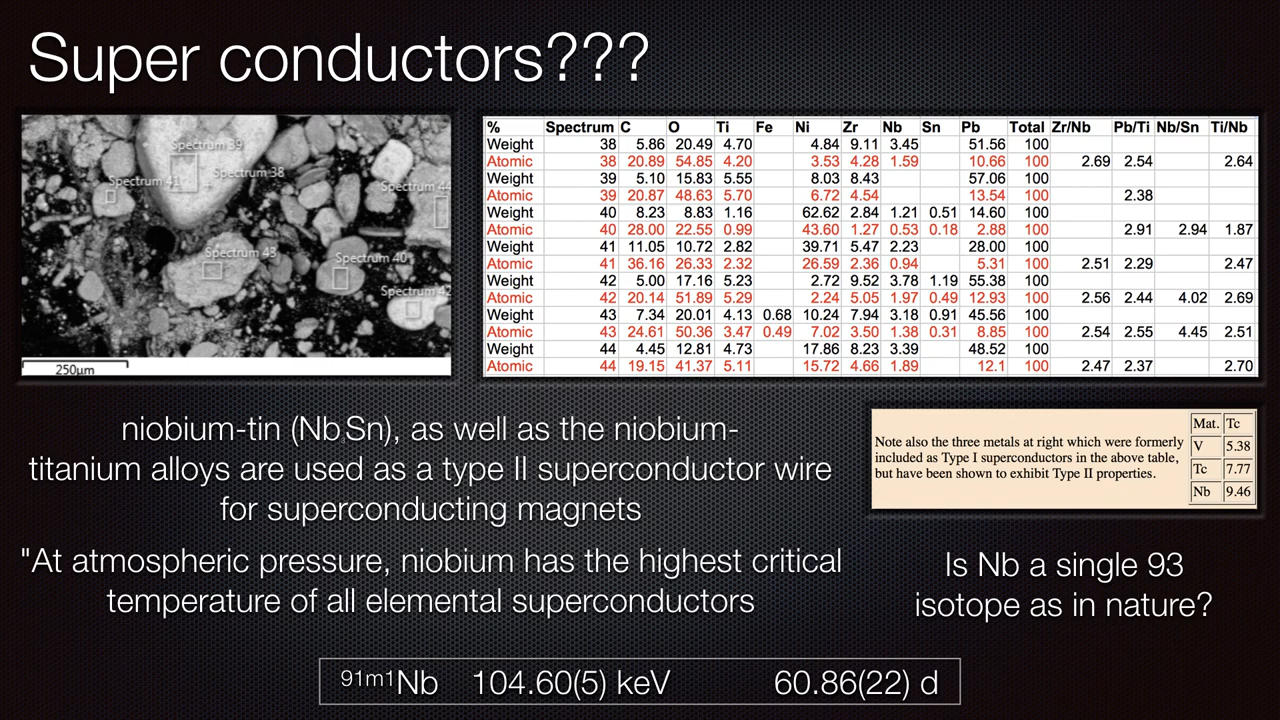 Super conductors???
Spectrum 39
Spectrum 38
Spectrum 41
Spectrum 44
Spectrum 43
Spectrum 40
Spectrum 42
250μm
% Spectrum C O Ti Fe Ni Zr Nb Sn Pb Total Zr/Nb Pb/Ti Nb/Sn Ti/Nb
Weight 38 5.86 20.49 4.70 4.84 9.11 3.45 51.56 100
Atomic 38 20.89 54.85 4.20 3.53 4.28 1.59 10.66 100 2.69 2.54 2.64
Weight 39 5.10 15.83 5.55 8.03 8.43 57.06 100
Atomic 39 20.87 48.63 5.70 6.72 4.54 13.54 100 2.38
Weight 40 8.23 8.83 1.16 62.62 2.84 1.21 0.51 14.60 100
Atomic 40 28.00 22.55 0.99 43.60 1.27 0.53 0.18 2.88 100 2.91 2.94 1.87
Weight 41 11.05 10.72 2.82 39.71 5.47 2.23 28.00 100
Atomic 41 36.16 26.33 2.32 26.59 2.36 0.94 5.31 100 2.51 2.29 2.47
Weight 42 5.00 17.16 5.23 2.72 9.52 3.78 1.19 55.38 100
Atomic 42 20.14 51.89 5.29 2.24 5.05 1.97 0.49 12.93 100 2.56 2.44 4.02 2.69
Weight 43 7.34 20.01 4.13 0.68 10.24 7.94 3.18 0.91 45.56 100
Atomic 43 24.61 50.36 3.47 0.49 7.02 3.50 1.38 0.31 8.85 100 2.54 2.55 4.45 2.51
Weight 44 4.45 12.81 4.73 17.86 8.23 3.39 48.52 100
Atomic 44 19.15 41.37 5.11 15.72 4.66 1.89 12.1 100 2.47 2.37 2.70
niobium-tin (Nb Sn), as well as the niobium-
titanium alloys are used as a type II superconductor wire
for superconducting magnets
"At atmospheric pressure, niobium has the highest critical
temperature of all elemental superconductors
Note also the three metals at right which were formerly
included as Type I superconductors in the above table,
but have been shown to exhibit Type II properties.
Mat. Tc
V 5.38
Tc 7.77
Nb 9.46
Is Nb a single 93
isotope as in nature?
91m1Nb 104.60(5) keV 60.86(22) d